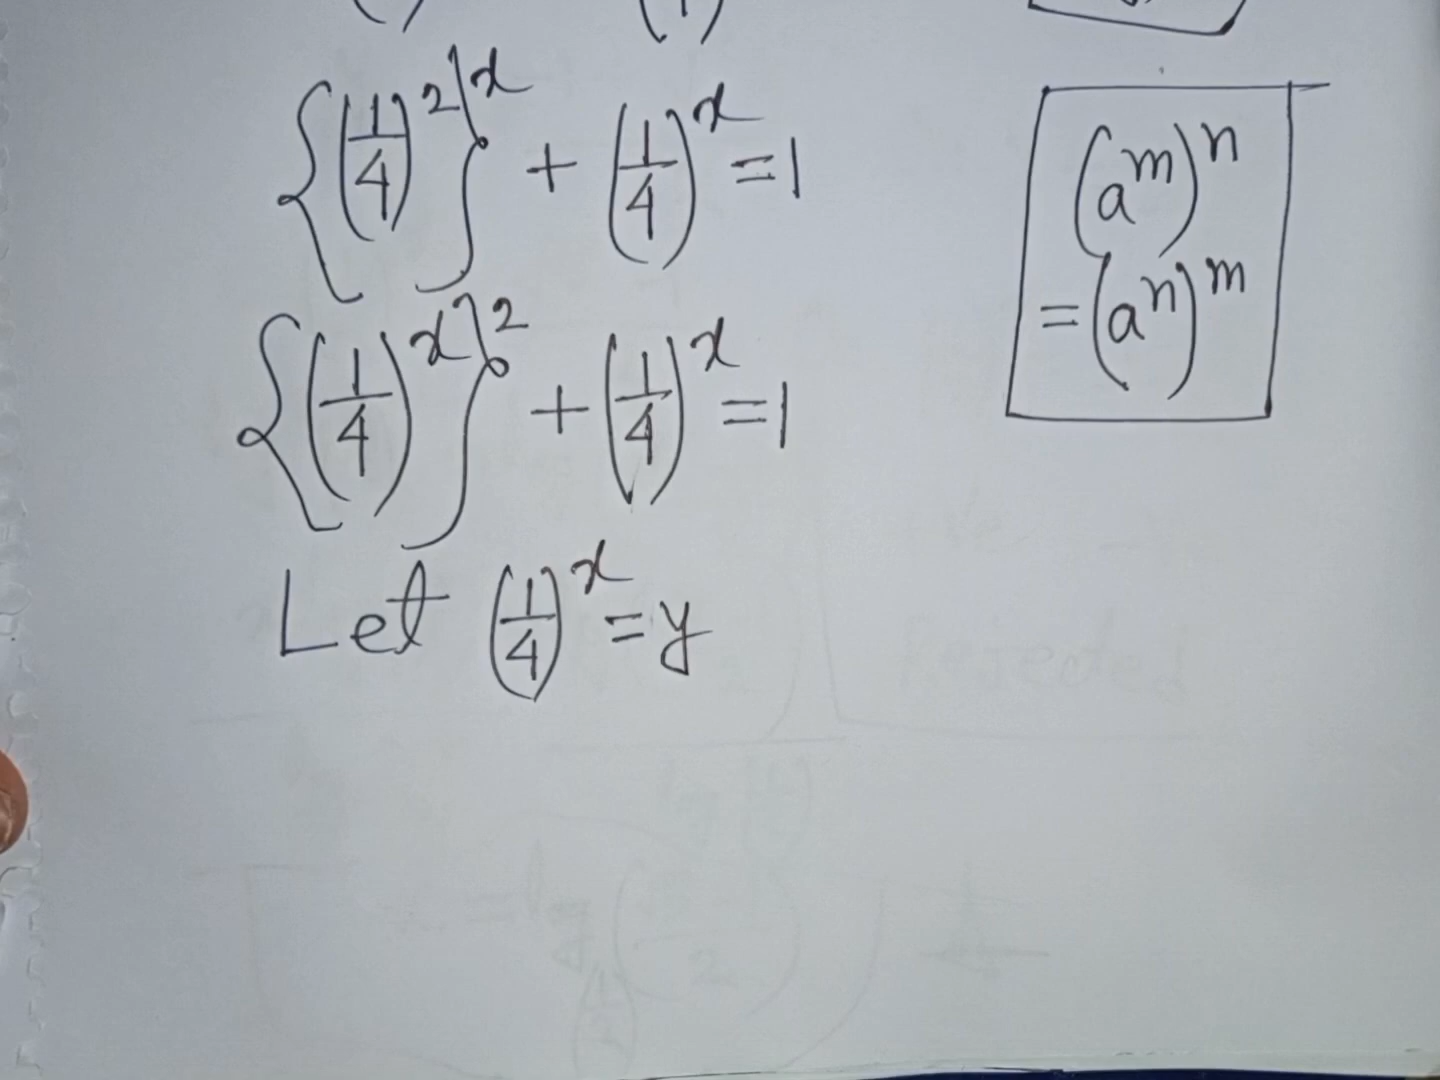 {(1/4)^2}^x + (1/4)^x = 1
{(1/4)^x}^2 + (1/4)^x = 1
Let (1/4)^x = y
(a^m)^n
= (a^n)^m